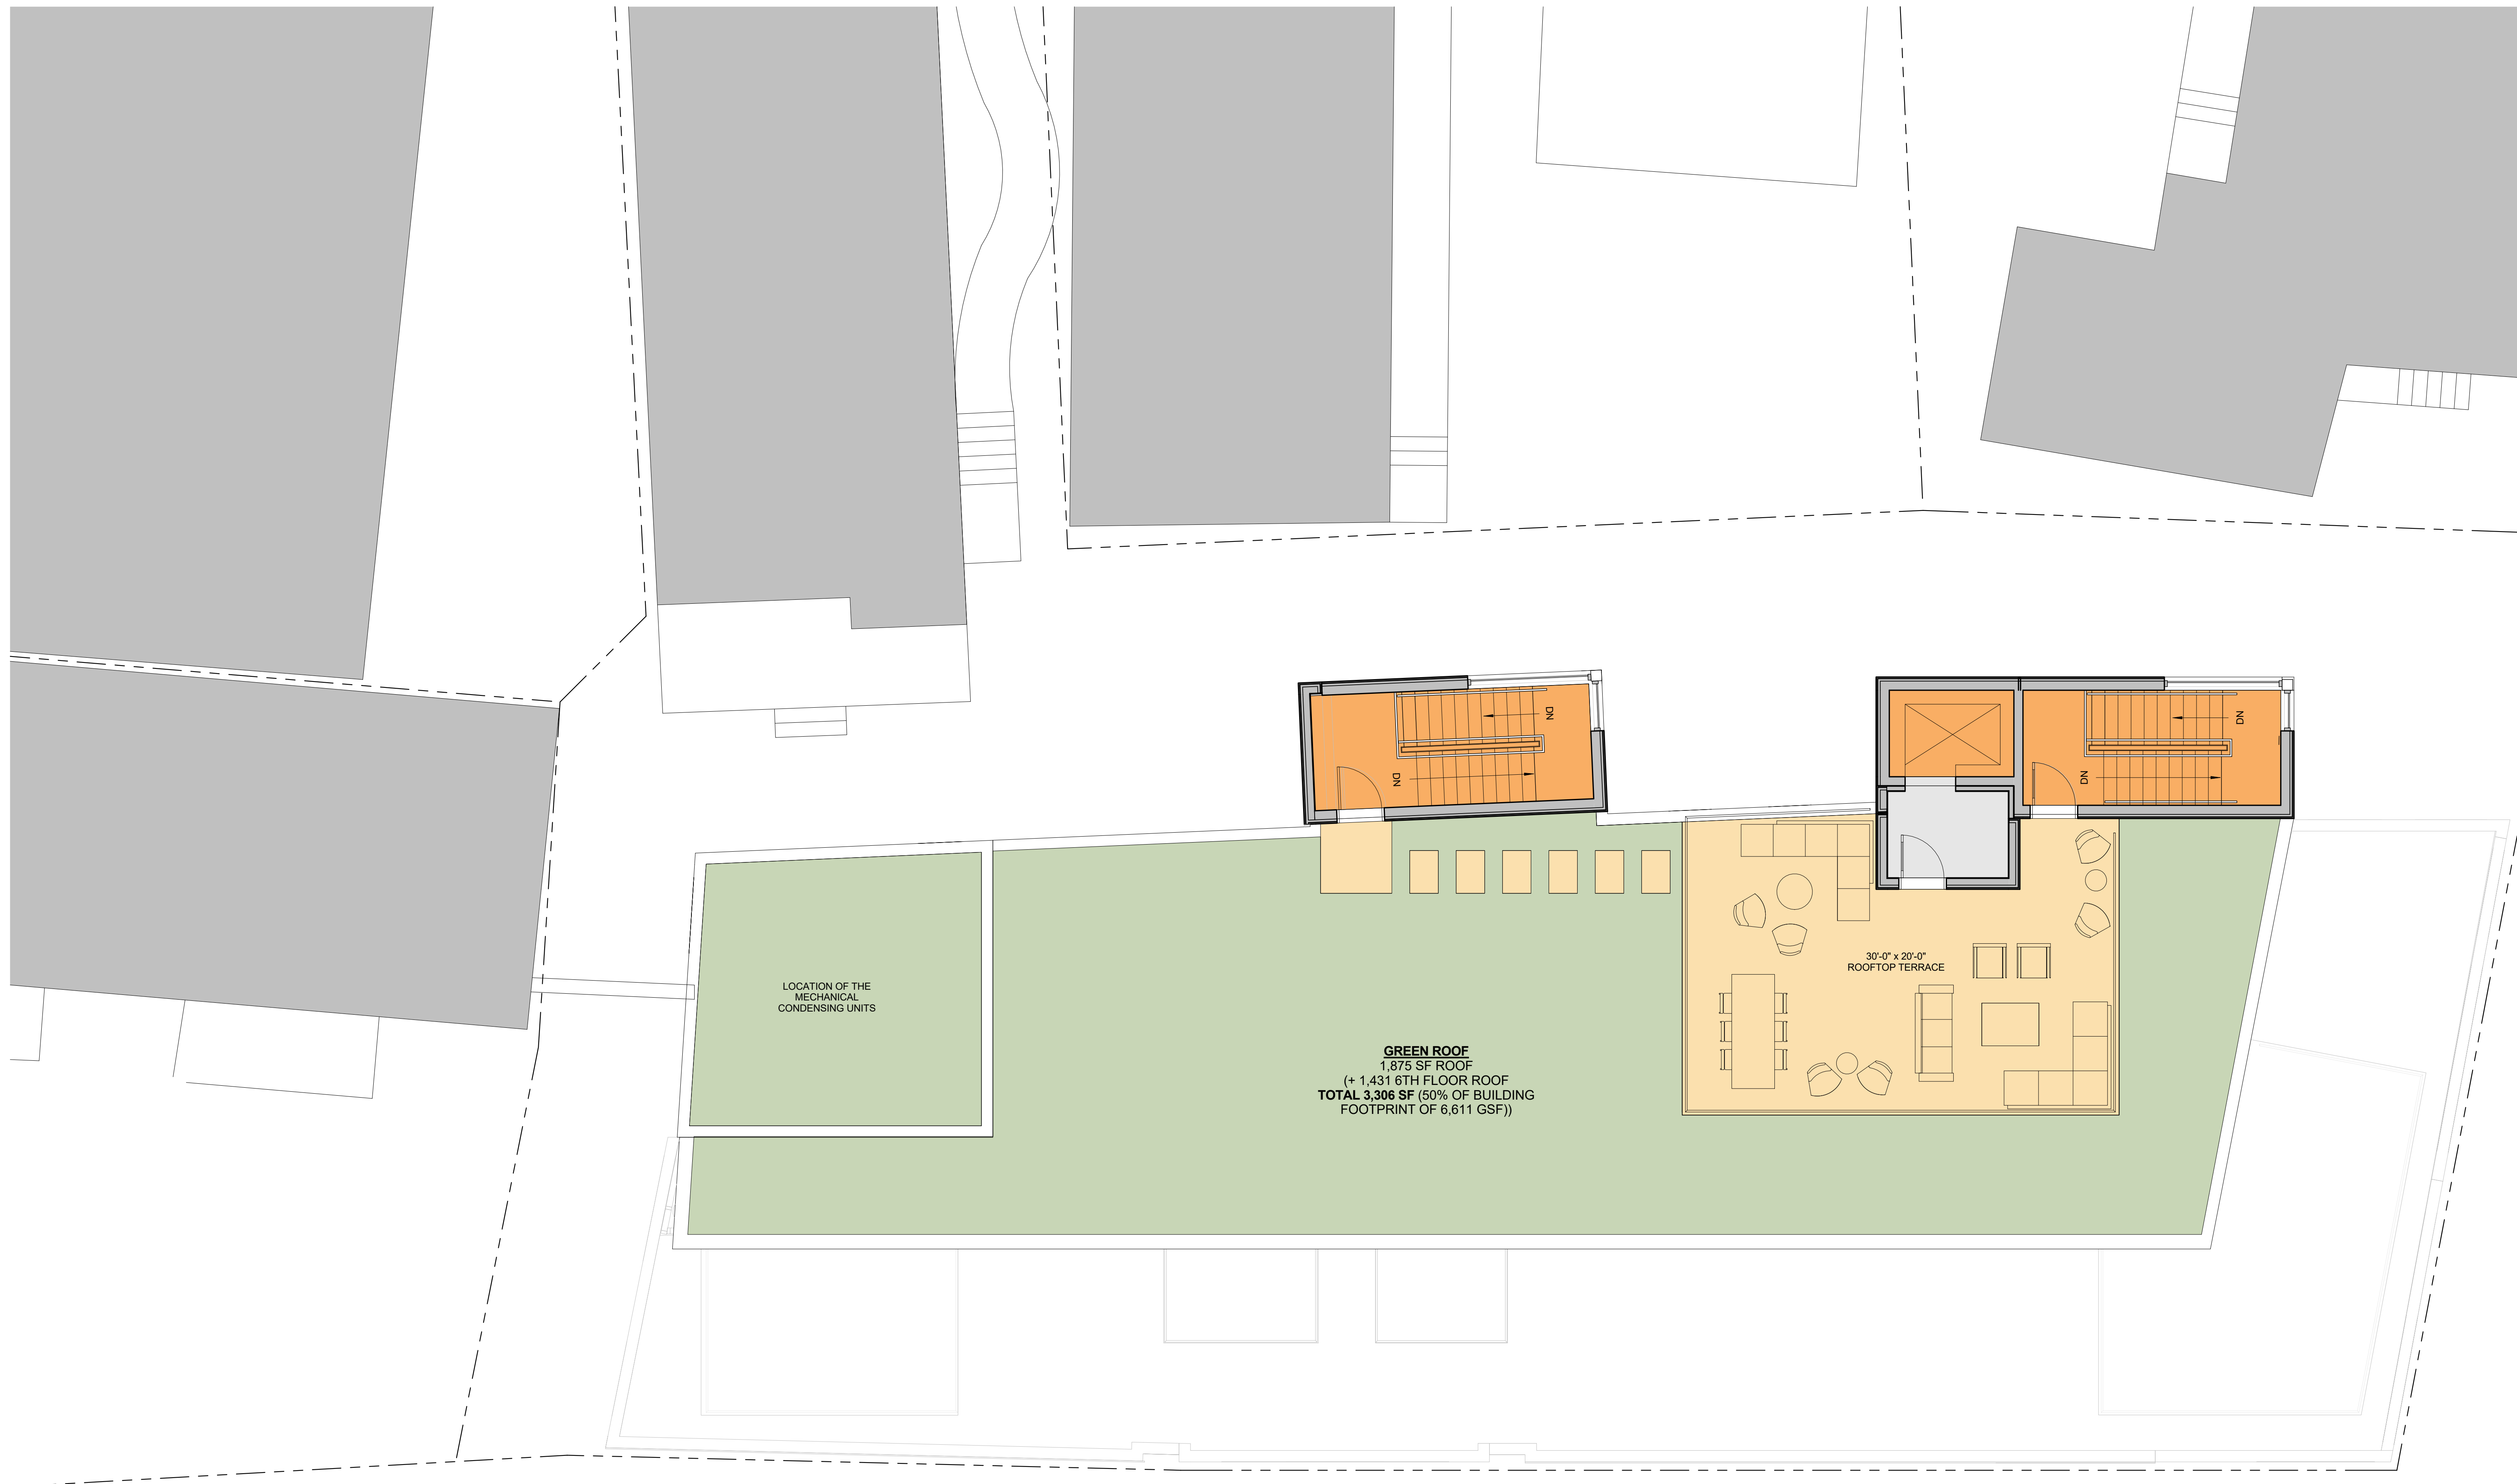 DN
DN
DN
DN
30'-0" x 20'-0"
ROOFTOP TERRACE
LOCATION OF THE
MECHANICAL
CONDENSING UNITS
GREEN ROOF
1,875 SF ROOF
(+ 1,431 6TH FLOOR ROOF
TOTAL 3,306 SF (50% OF BUILDING
FOOTPRINT OF 6,611 GSF))